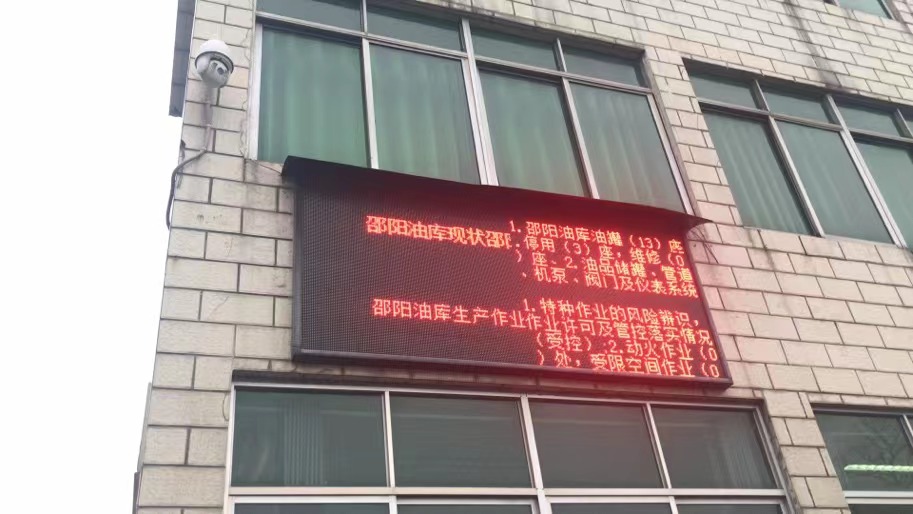 邵阳油库现状邵阳
1.邵阳油库油罐（13）座
停用（3）座，维修（0
）座、2.油品储罐、管道
、机泵、阀门及仪表系统
邵阳油库生产作业
1.特种作业的风险辨识，
作业许可及管控落实情况
（受控）；2.动火作业（0
）处，受限空间作业（0